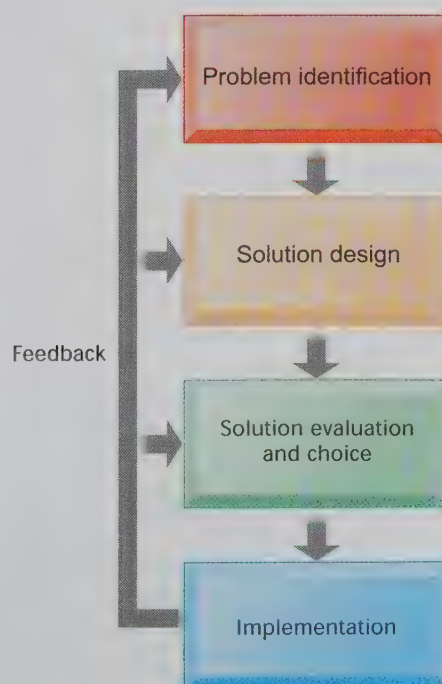 Problem identification
Solution design
Feedback
Solution evaluation
and choice
Implementation